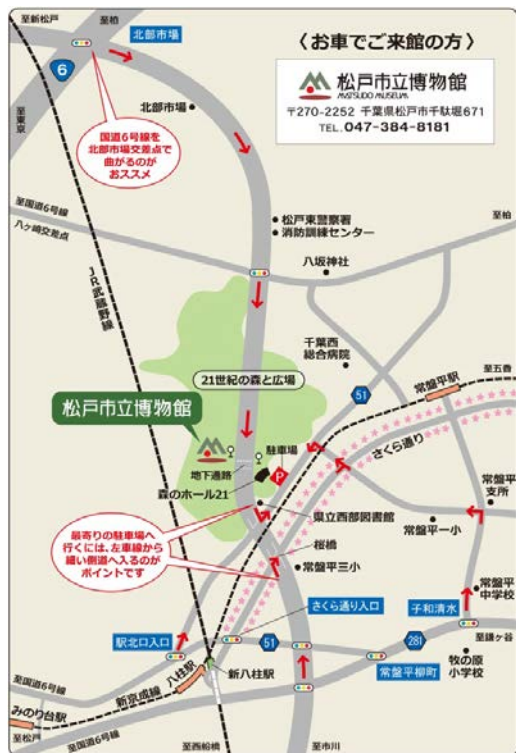 至新松戸
至柏
北部市場
〈お車でご来館の方〉
松戸市立博物館
MATSUDO MUSEUM
〒270-2252 千葉県松戸市千駄堀671
TEL.047-384-8181
6
至東京
北部市場
国道6号線を
北部市場交差点で
曲がるのが
おススメ
至国道6号線
八ヶ崎交差点
松戸東警察署
消防訓練センター
至柏
八坂神社
JR武蔵野線
千葉西
総合病院
21世紀の森と広場
51
常盤平駅
至五香
松戸市立博物館
さくら通り
駐車場
P
地下通路
森のホール21
常盤平
支所
県立西部図書館
常盤平一小
最寄りの駐車場へ
行くには、左車線から
細い側道へ入るのが
ポイントです
桜橋
常盤平三小
常盤平
中学校
さくら通り入口
子和清水
駅北口入口
51
281
至鎌ヶ谷
八柱駅
新八柱駅
常盤平柳町
牧の原
小学校
至国道6号線
新京成線
みのり台駅
至松戸
至西船橋
至市川